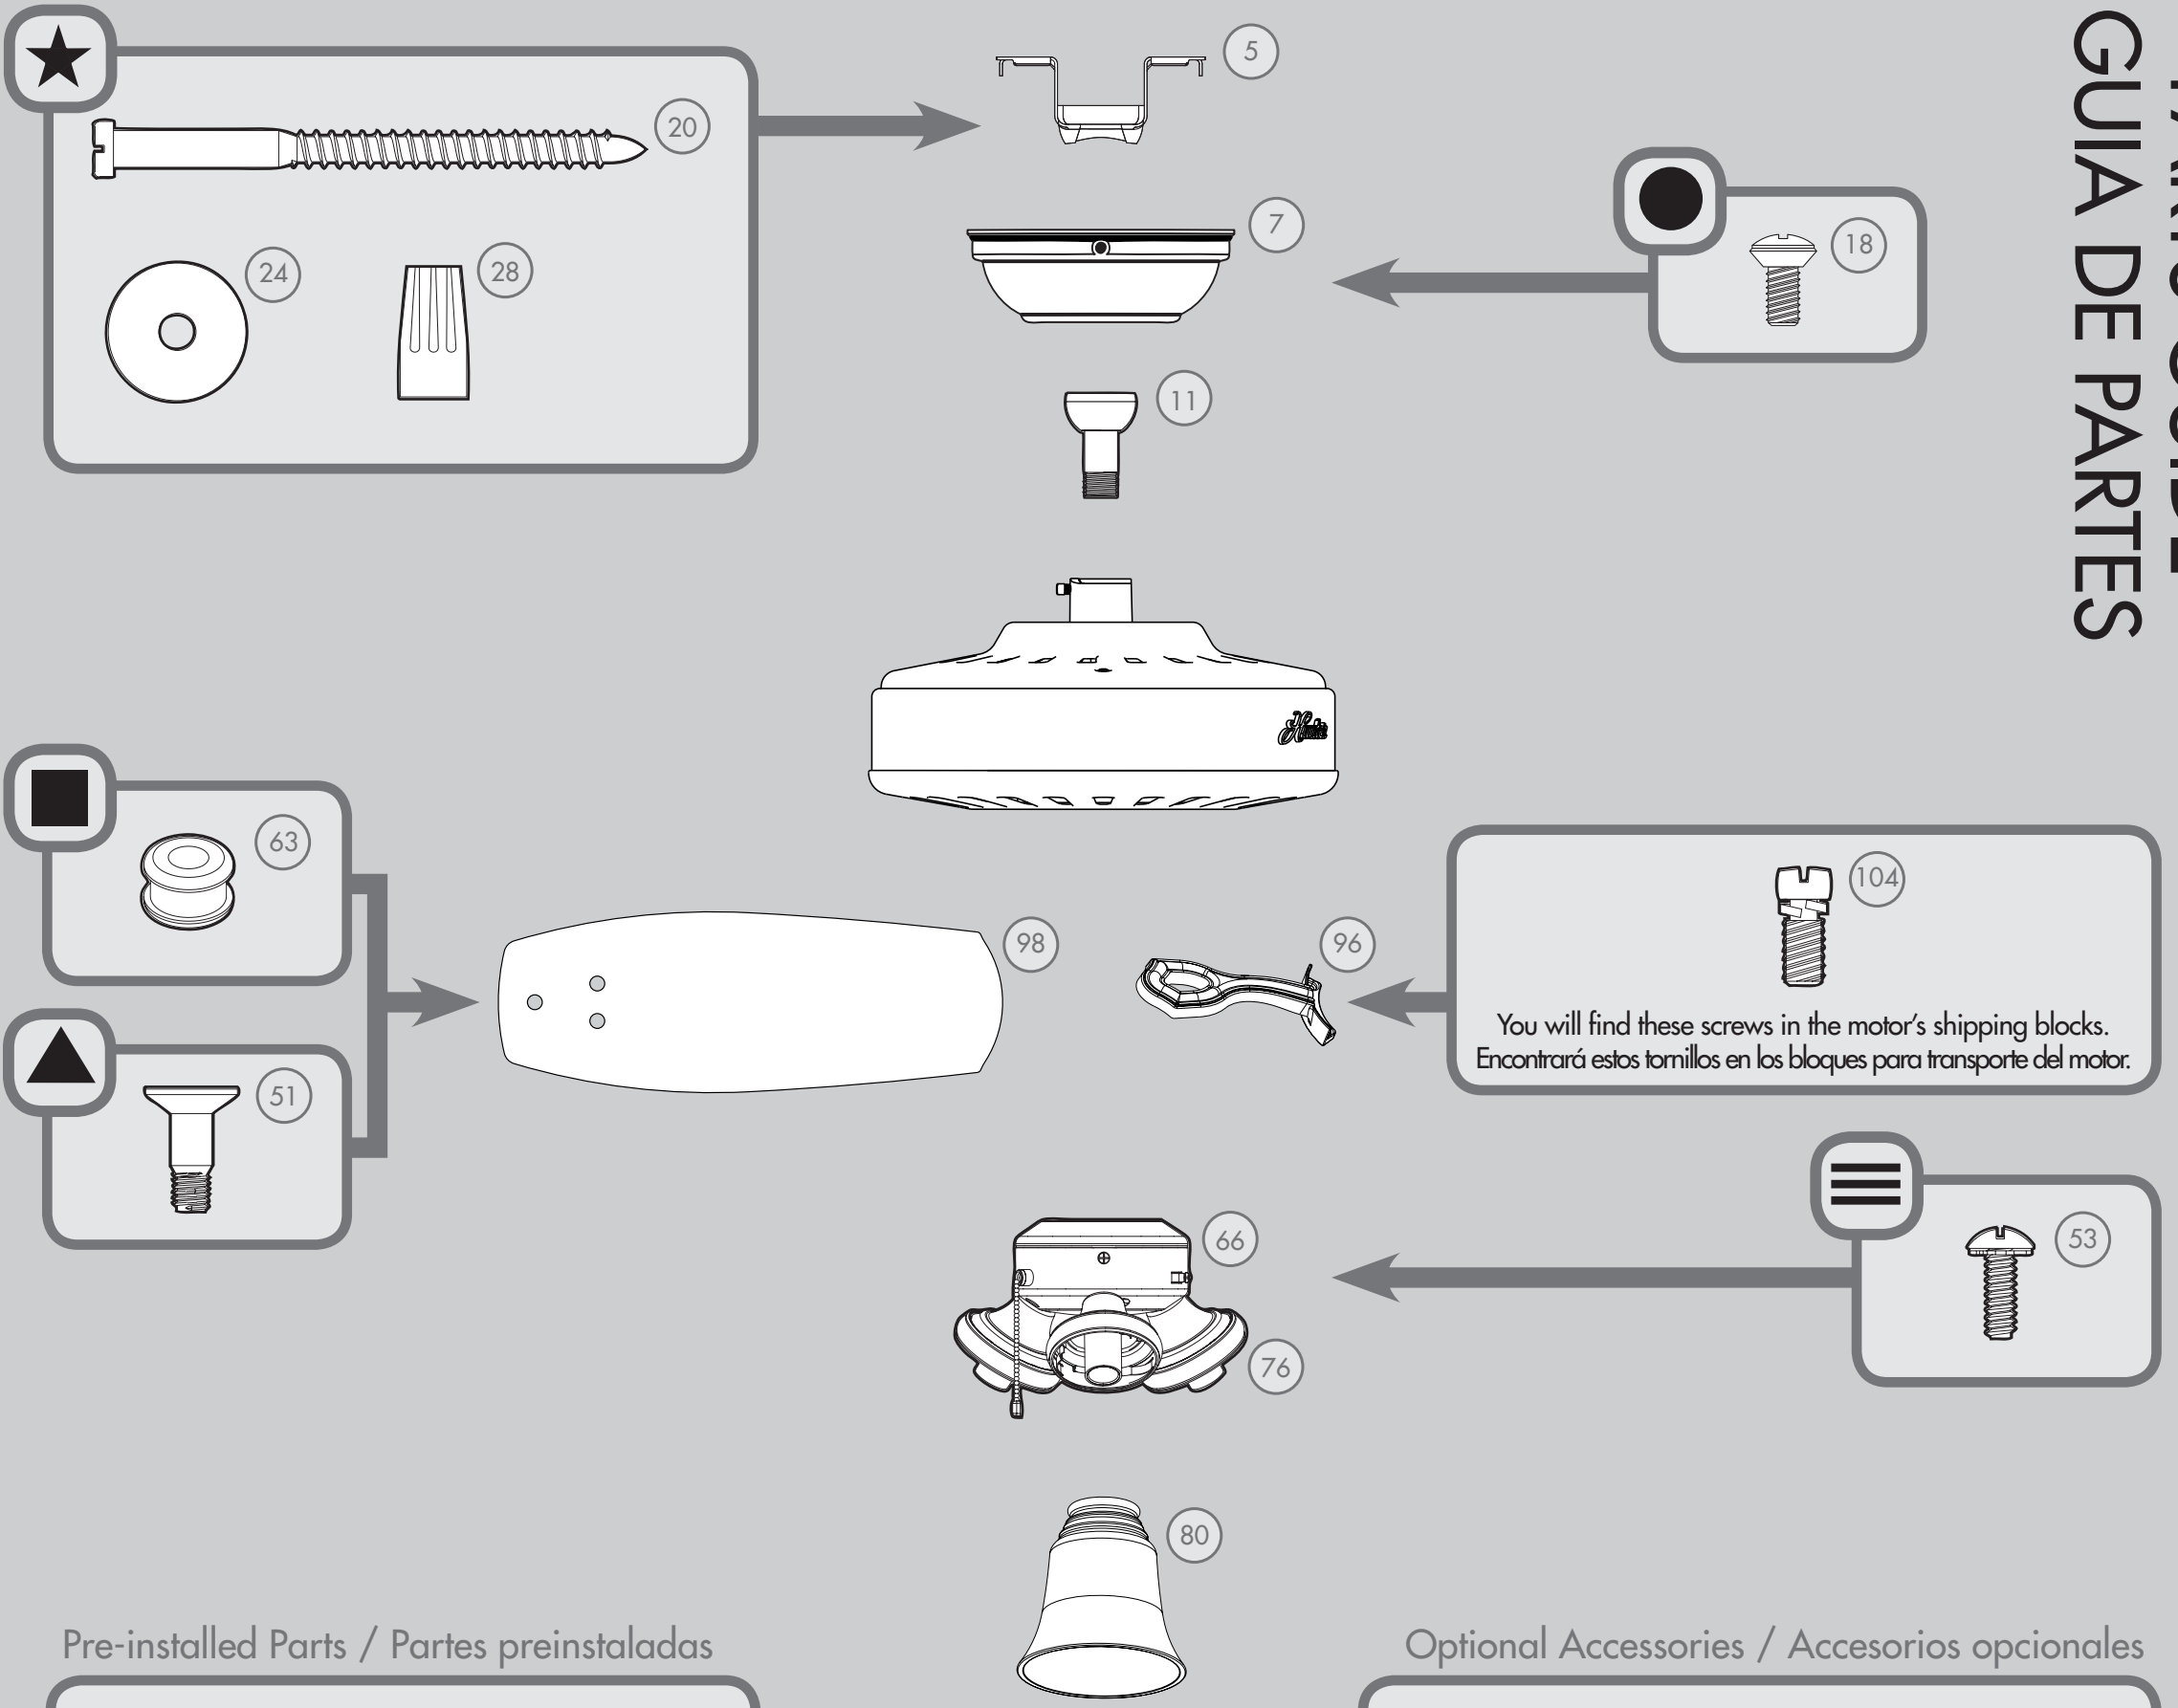 GUIA DE PARTES
5
20
7
18
24
28
11
Hunter
63
104
98
96
You will find these screws in the motor's shipping blocks.
Encontrará estos tornillos en los bloques para transporte del motor.
51
66
53
76
80
Pre-installed Parts / Partes preinstaladas
Optional Accessories / Accesorios opcionales